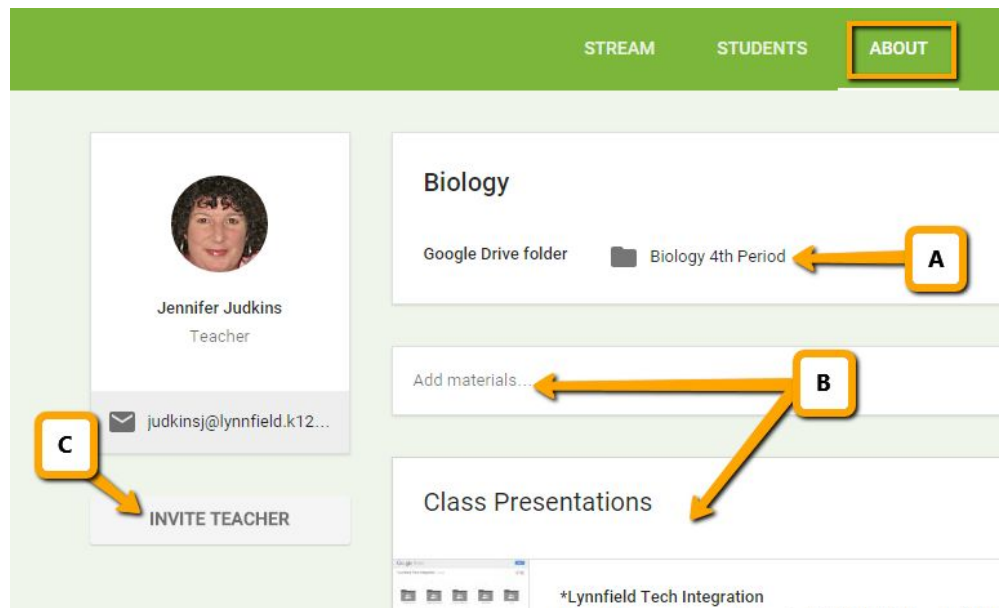 STREAM STUDENTS ABOUT
Jennifer Judkins
Teacher
judkinsj@lynnfield.k12...
C
INVITE TEACHER
Biology
Google Drive folder Biology 4th Period
A
Add materials...
B
Class Presentations
*Lynnfield Tech Integration